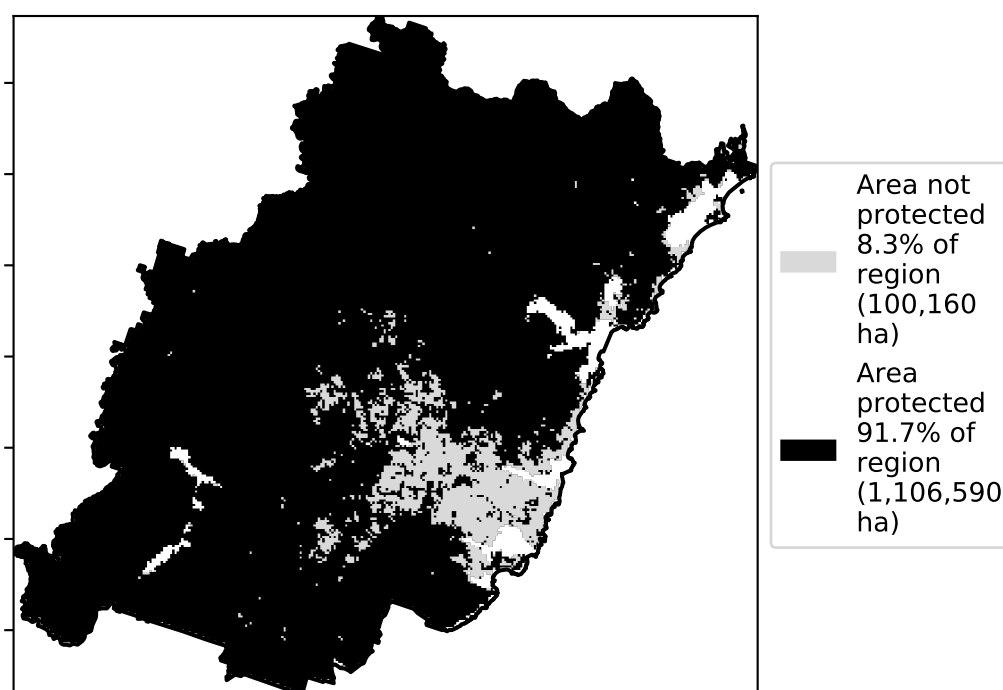 Area not
protected
8.3% of
region
(100,160
ha)
Area
protected
91.7% of
region
(1,106,590
ha)